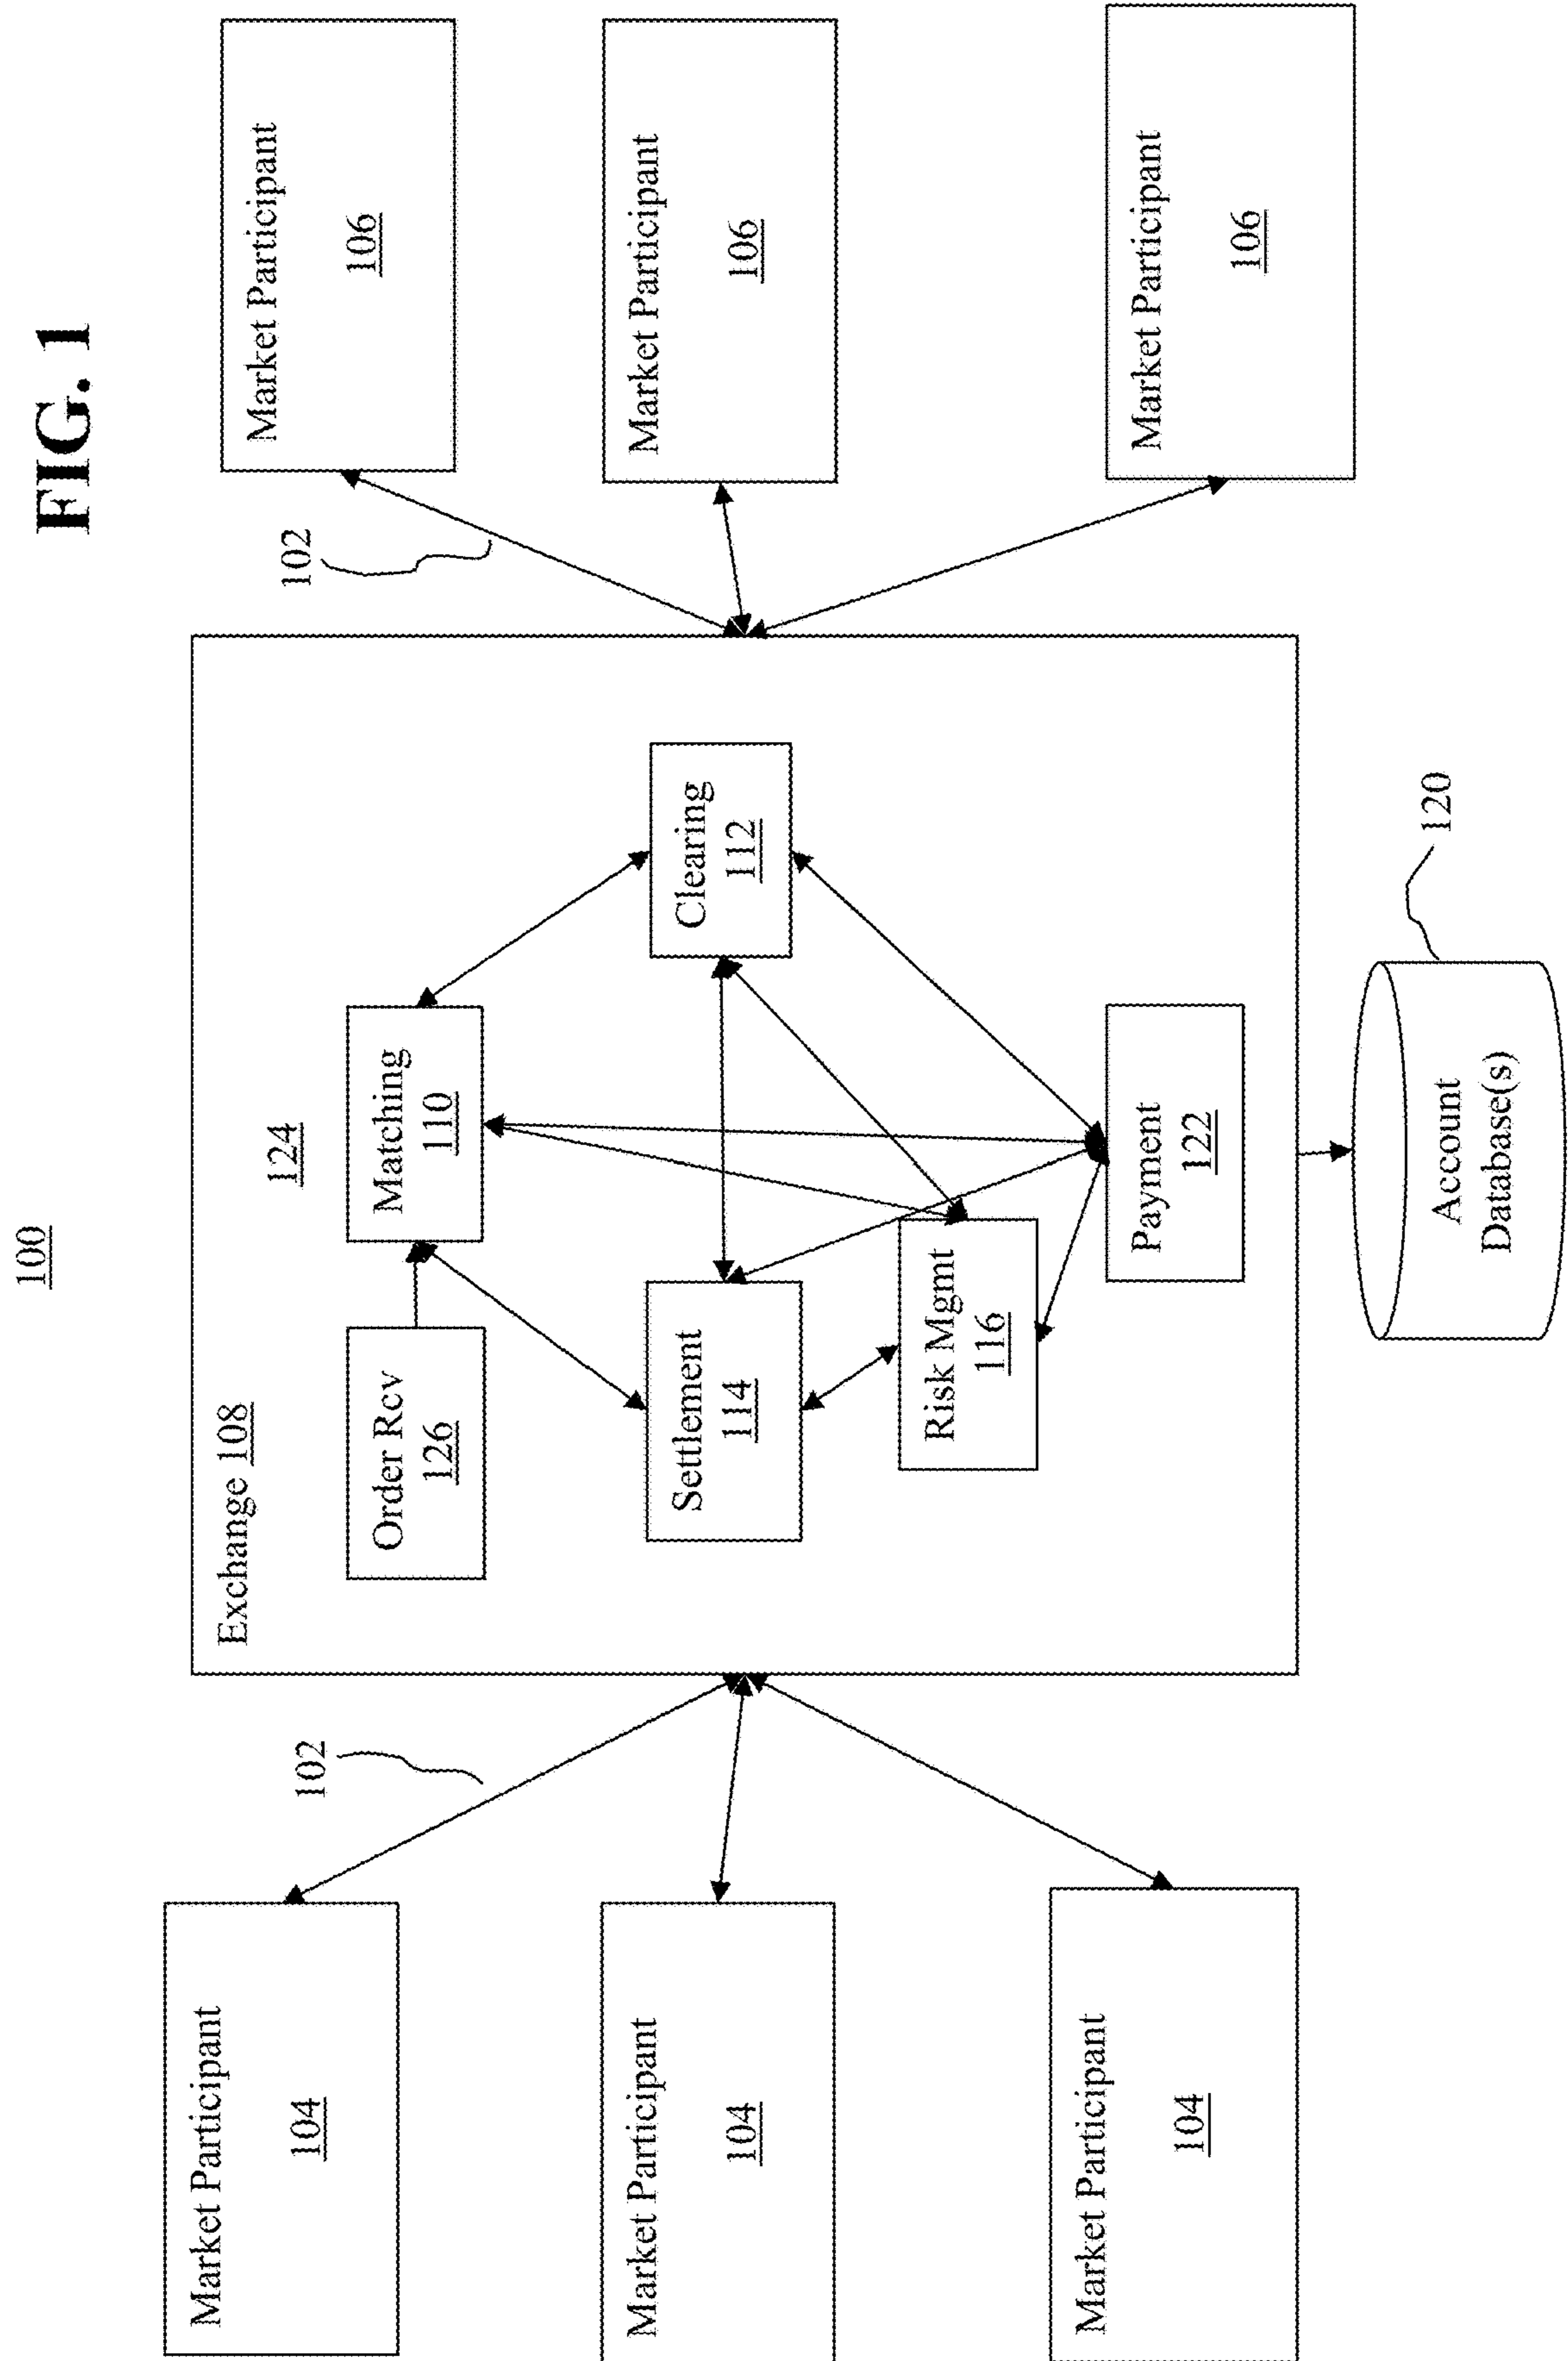 FIG. 1
100
Exchange 108
124
Order Rcv
126
Matching
110
Settlement
114
Clearing
112
Risk Mgmt
116
Payment
122
Account
Database(s)
120
102
102
Market Participant
104
Market Participant
104
Market Participant
104
Market Participant
106
Market Participant
106
Market Participant
106